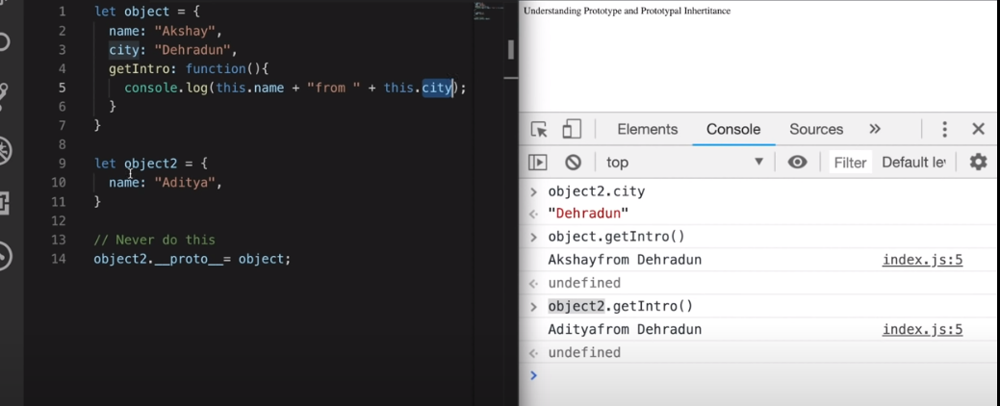 1 let object = {
2 name: "Akshay",
3 city: "Dehradun",
4 getIntro: function(){
5 console.log(this.name + "from " + this.city);
6 }
7 }
8
9 let object2 = {
10 name: "Aditya",
11 }
12
13 // Never do this
14 object2.__proto__= object;
Understanding Prototype and Prototypal Inhertitance
Elements Console Sources
top Filter Default le
object2.city
"Dehradun"
object.getIntro()
Akshayfrom Dehradun index.js:5
undefined
object2.getIntro()
Adityafrom Dehradun index.js:5
undefined